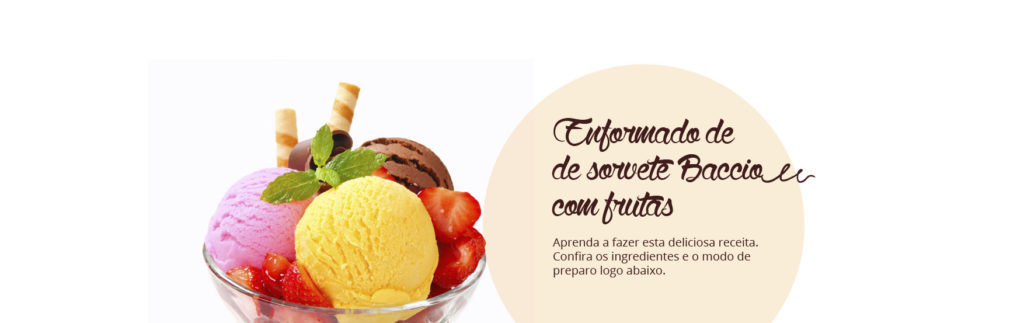 Enformado de
de sorvete Baccio
com frutas
Aprenda a fazer esta deliciosa receita.
Confira os ingredientes e o modo de
preparo logo abaixo.